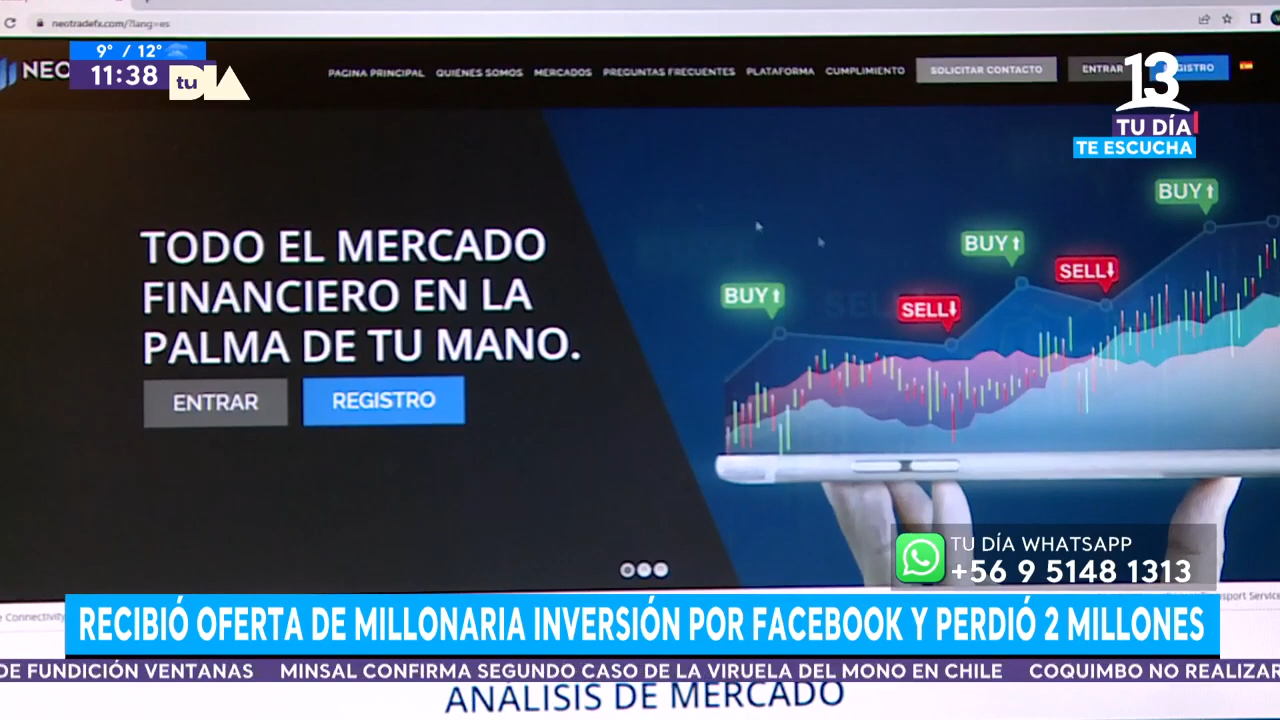 neotradefx.com/?lang=es
9° / 12°
11:38
tu DÍA
NEO
PAGINA PRINCIPAL QUIÉNES SOMOS MERCADOS PREGUNTAS FRECUENTES PLATAFORMA CUMPLIMIENTO SOLICITAR CONTACTO ENTRAR
13
TU DÍA
TE ESCUCHA
TODO EL MERCADO
FINANCIERO EN LA
PALMA DE TU MANO.
ENTRAR REGISTRO
BUY
SELL
BUY
SELL
BUY
TU DÍA WHATSAPP
+56 9 5148 1313
e Connectivity
RECIBIÓ OFERTA DE MILLONARIA INVERSIÓN POR FACEBOOK Y PERDIÓ 2 MILLONES
DE FUNDICIÓN VENTANAS MINSAL CONFIRMA SEGUNDO CASO DE LA VIRUELA DEL MONO EN CHILE COQUIMBO NO REALIZAR
ANÁLISIS DE MERCADO